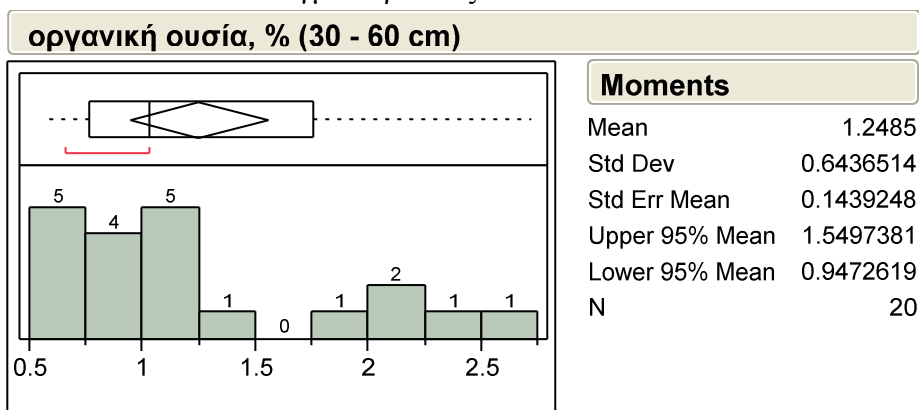 οργανική ουσία, % (30 - 60 cm)
5 4 5 1 0 1 2 1 1
0.5 1 1.5 2 2.5
Moments
Mean 1.2485
Std Dev 0.6436514
Std Err Mean 0.1439248
Upper 95% Mean 1.5497381
Lower 95% Mean 0.9472619
N 20